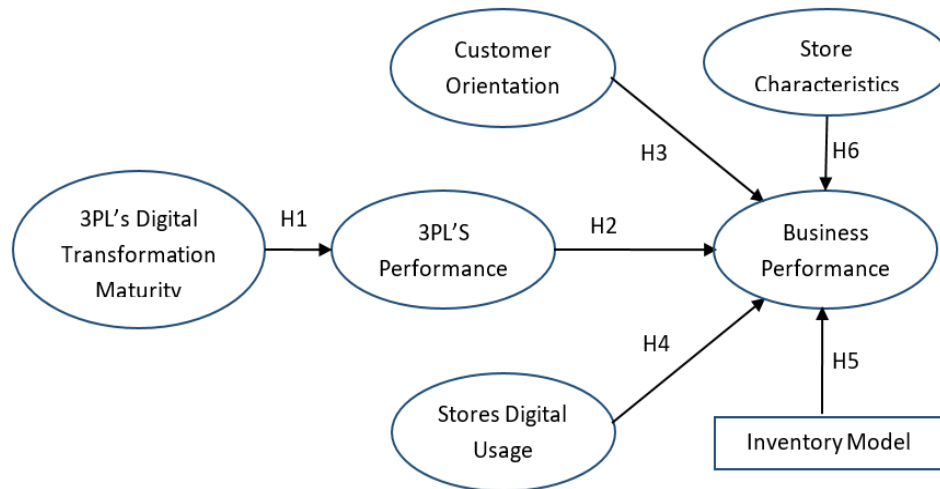 Customer
Orientation
Store
Characteristics
H3
H6
3PL’s Digital
Transformation
Maturity
H1
3PL’S
Performance
H2
Business
Performance
H4
H5
Stores Digital
Usage
Inventory Model